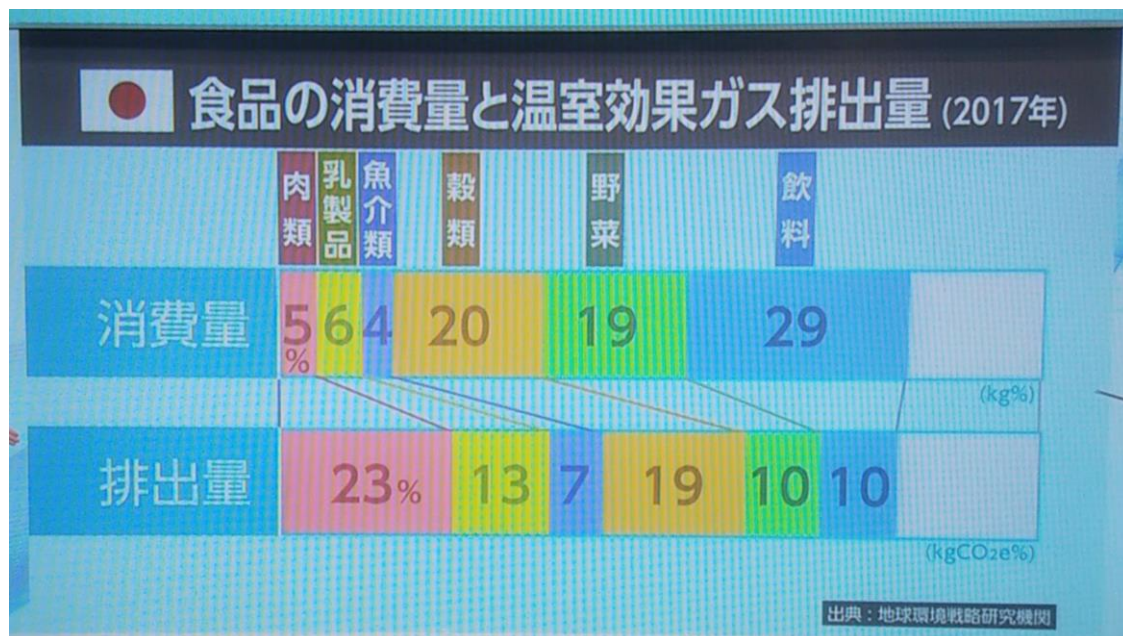 食品の消費量と温室効果ガス排出量 (2017年)
肉類 乳製品 魚介類 穀類 野菜 飲料
消費量 5% 6 4 20 19 29
(kg%)
排出量 23% 13 7 19 10 10
(kgCO₂e%)
出典：地球環境戦略研究機関